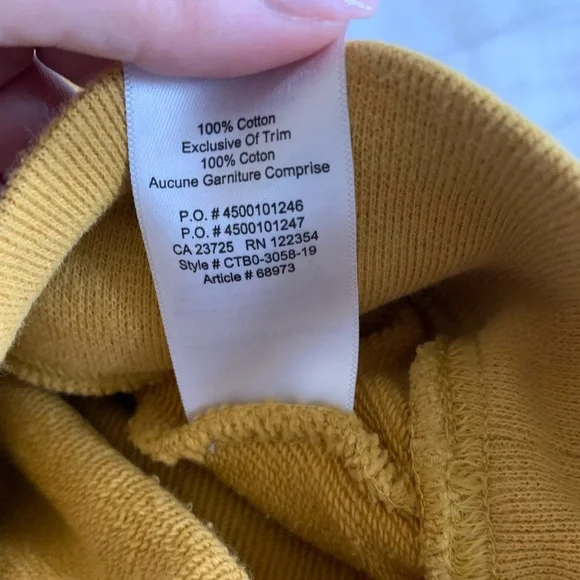 100% Cotton
Exclusive Of Trim
100% Coton
Aucune Garniture Comprise
P.O. # 4500101246
P.O. # 4500101247
CA 23725 RN 122354
Style # CTB0-3058-19
Article # 68973